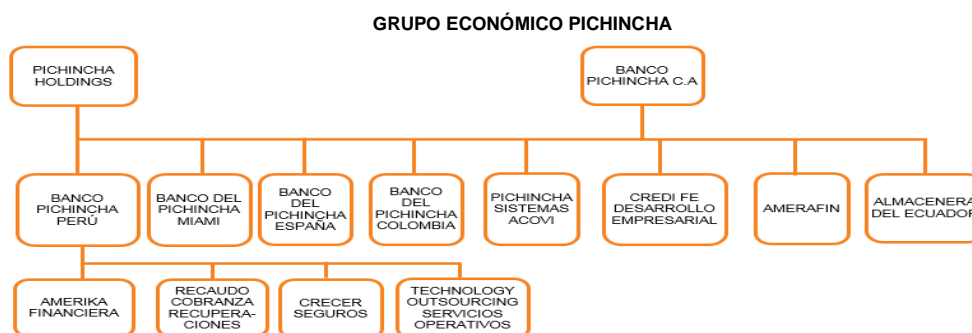 GRUPO ECONÓMICO PICHINCHA
PICHINCHA
HOLDINGS
BANCO
PICHINCHA C.A
BANCO
PICHINCHA
PERÚ
BANCO DEL
PICHINCHA
MIAMI
BANCO
DEL
PICHINCHA
ESPAÑA
BANCO
DEL
PICHINCHA
COLOMBIA
PICHINCHA
SISTEMAS
ACOVI
CREDI FE
DESARROLLO
EMPRESARIAL
AMERAFIN
ALMACENERA
DEL ECUADOR
AMERIKA
FINANCIERA
RECAUDO
COBRANZA
RECUPERA-
CIONES
CRECER
SEGUROS
TECHNOLOGY
OUTSOURCING
SERVICIOS
OPERATIVOS